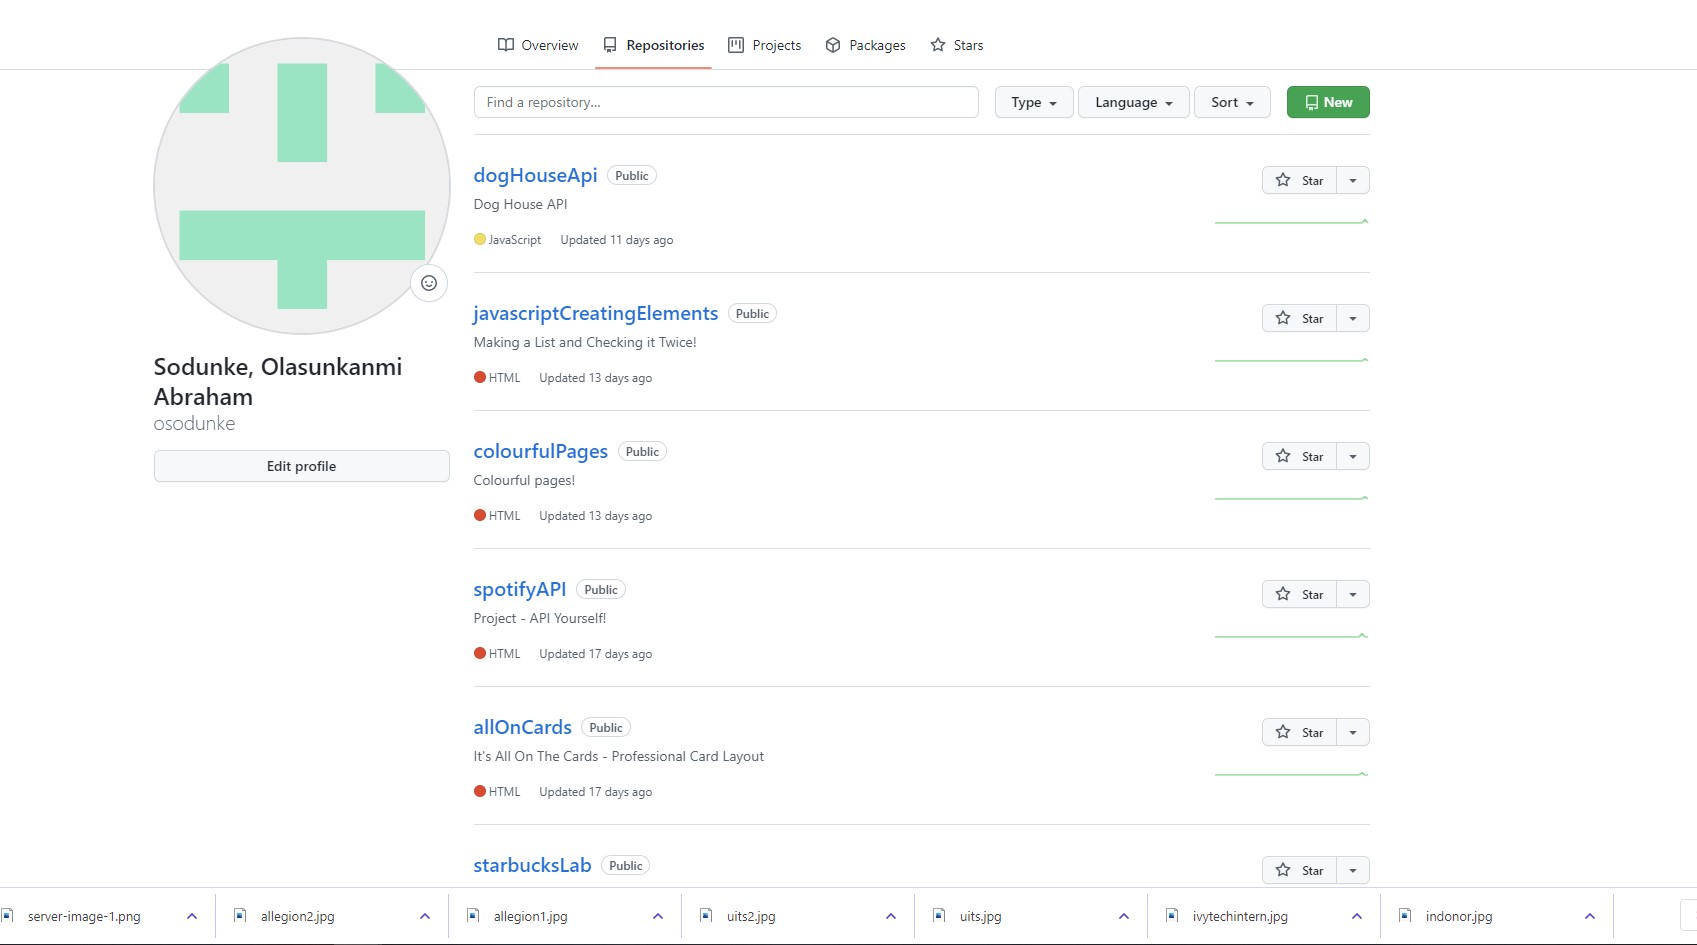 Overview Repositories Projects Packages Stars
Find a repository... Type Language Sort New
dogHouseApi Public Star
Dog House API
JavaScript Updated 11 days ago
javascriptCreatingElements Public Star
Making a List and Checking it Twice!
HTML Updated 13 days ago
Sodunke, Olasunkanmi
Abraham
osodunke
Edit profile
colourfulPages Public Star
Colourful pages!
HTML Updated 13 days ago
spotifyAPI Public Star
Project - API Yourself!
HTML Updated 17 days ago
allOnCards Public Star
It's All On The Cards - Professional Card Layout
HTML Updated 17 days ago
starbucksLab Public Star
server-image-1.png allegion2.jpg allegion1.jpg uits2.jpg uits.jpg ivytechintern.jpg indonor.jpg